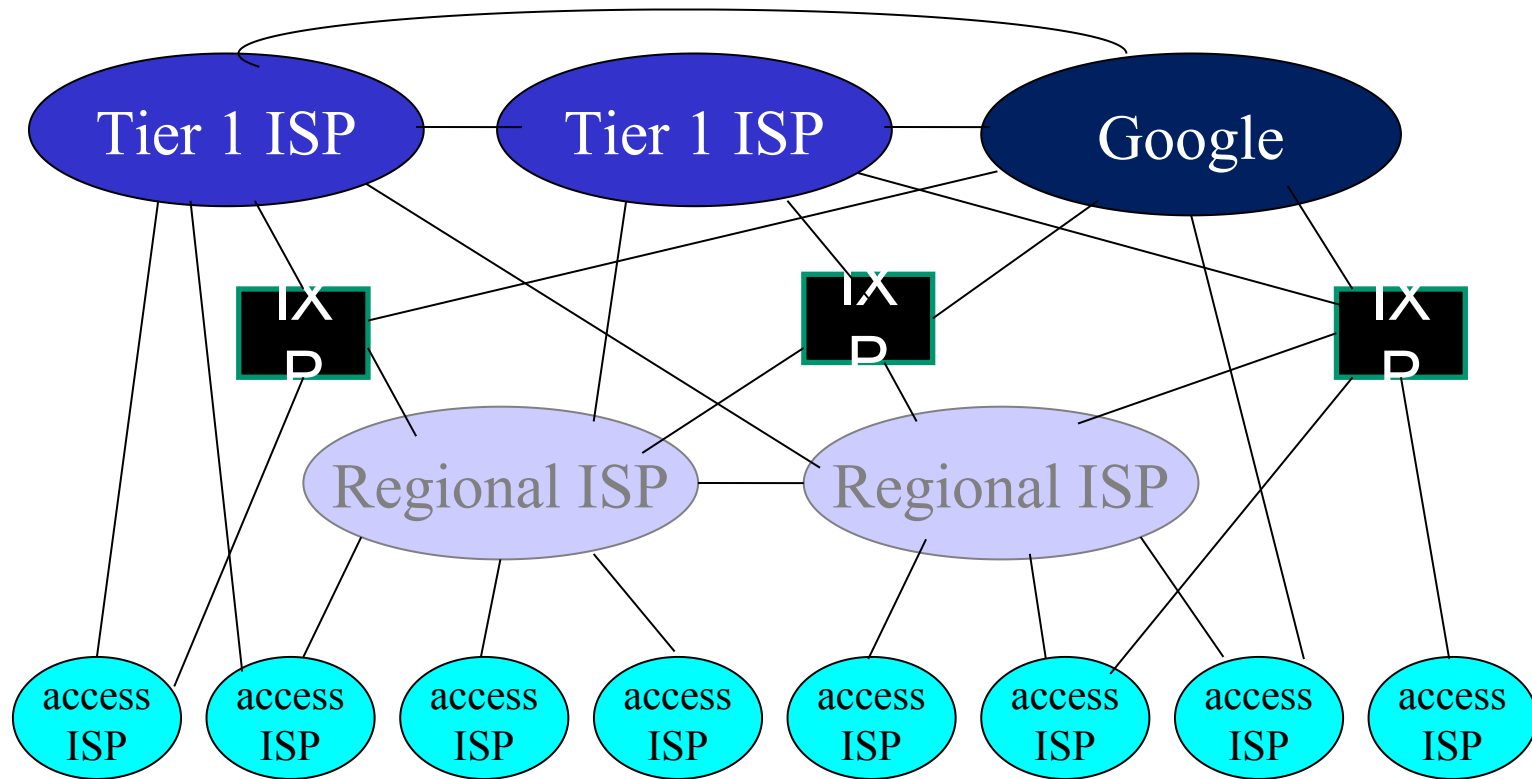 Tier 1 ISP
Tier 1 ISP
Google
IX
P
IX
P
IX
P
Regional ISP
Regional ISP
access
ISP
access
ISP
access
ISP
access
ISP
access
ISP
access
ISP
access
ISP
access
ISP